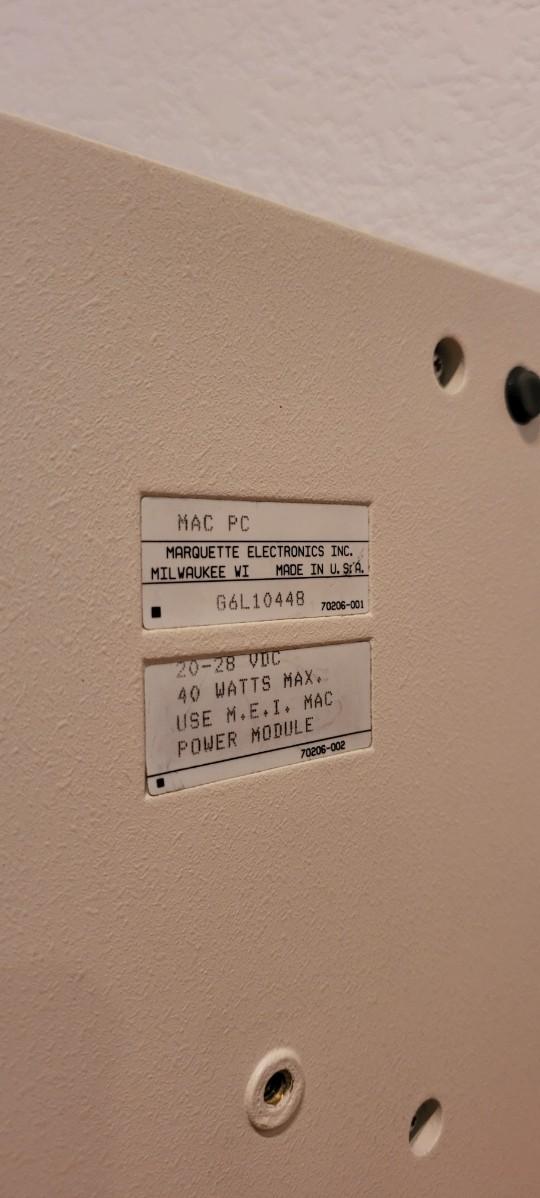 MAC PC
MARQUETTE ELECTRONICS INC.
MILWAUKEE WI MADE IN U.S.A.
G6L10448 70206-001
20-28 VDC
40 WATTS MAX.
USE M.E.I. MAC
POWER MODULE
70206-002